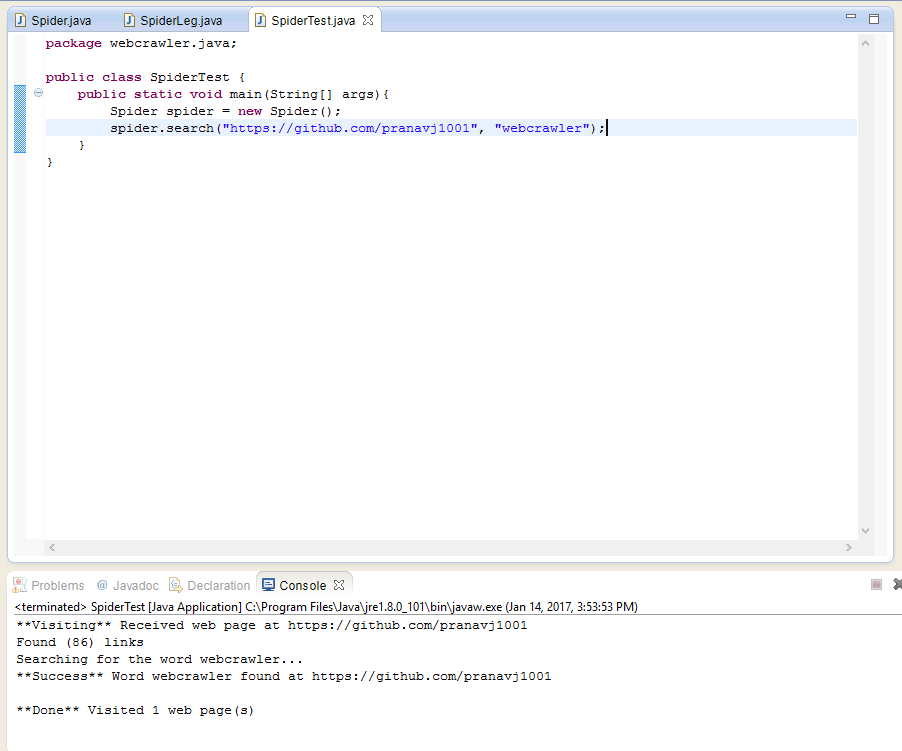 Spider.java SpiderLeg.java SpiderTest.java
package webcrawler.java;
public class SpiderTest {
public static void main(String[] args){
Spider spider = new Spider();
spider.search("https://github.com/pranavj1001", "webcrawler");
}
}
Problems @ Javadoc Declaration Console
<terminated> SpiderTest [Java Application] C:\Program Files\Java\jre1.8.0_101\bin\javaw.exe (Jan 14, 2017, 3:53:53 PM)
**Visiting** Received web page at https://github.com/pranavj1001
Found (86) links
Searching for the word webcrawler...
**Success** Word webcrawler found at https://github.com/pranavj1001
**Done** Visited 1 web page(s)